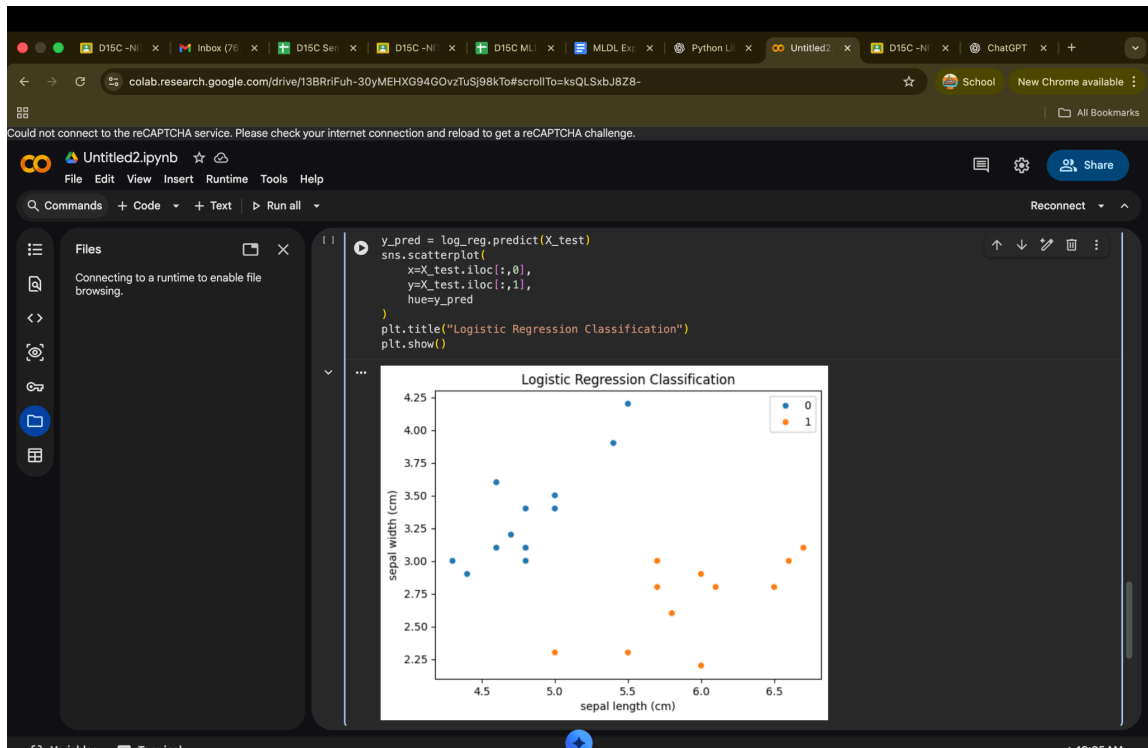 D15C -NI
Inbox (76
D15C Sem
D15C -NI
D15C ML
MLDL Exp
Python Li
Untitled2
D15C -NI
ChatGPT
colab.research.google.com/drive/13BRriFuh-30yMEHXG94GOvzTuSj98kTo#scrollTo=ksQLSxbJ8Z8-
School
New Chrome available
All Bookmarks
Could not connect to the reCAPTCHA service. Please check your internet connection and reload to get a reCAPTCHA challenge.
Untitled2.ipynb
File Edit View Insert Runtime Tools Help
Share
Commands + Code + Text Run all
Reconnect
Files
Connecting to a runtime to enable file
browsing.
[ ]
y_pred = log_reg.predict(X_test)
sns.scatterplot(
x=X_test.iloc[:,0],
y=X_test.iloc[:,1],
hue=y_pred
)
plt.title("Logistic Regression Classification")
plt.show()
Logistic Regression Classification
0
1
4.25
4.00
3.75
3.50
3.25
3.00
2.75
2.50
2.25
sepal width (cm)
4.5 5.0 5.5 6.0 6.5
sepal length (cm)